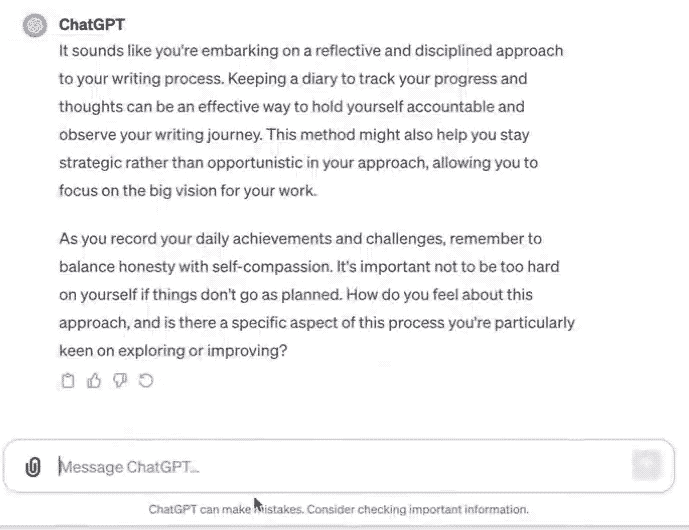 ChatGPT
It sounds like you're embarking on a reflective and disciplined approach
to your writing process. Keeping a diary to track your progress and
thoughts can be an effective way to hold yourself accountable and
observe your writing journey. This method might also help you stay
strategic rather than opportunistic in your approach, allowing you to
focus on the big vision for your work.
As you record your daily achievements and challenges, remember to
balance honesty with self-compassion. It's important not to be too hard
on yourself if things don't go as planned. How do you feel about this
approach, and is there a specific aspect of this process you're particularly
keen on exploring or improving?
Message ChatGPT...
ChatGPT can make mistakes. Consider checking important information.